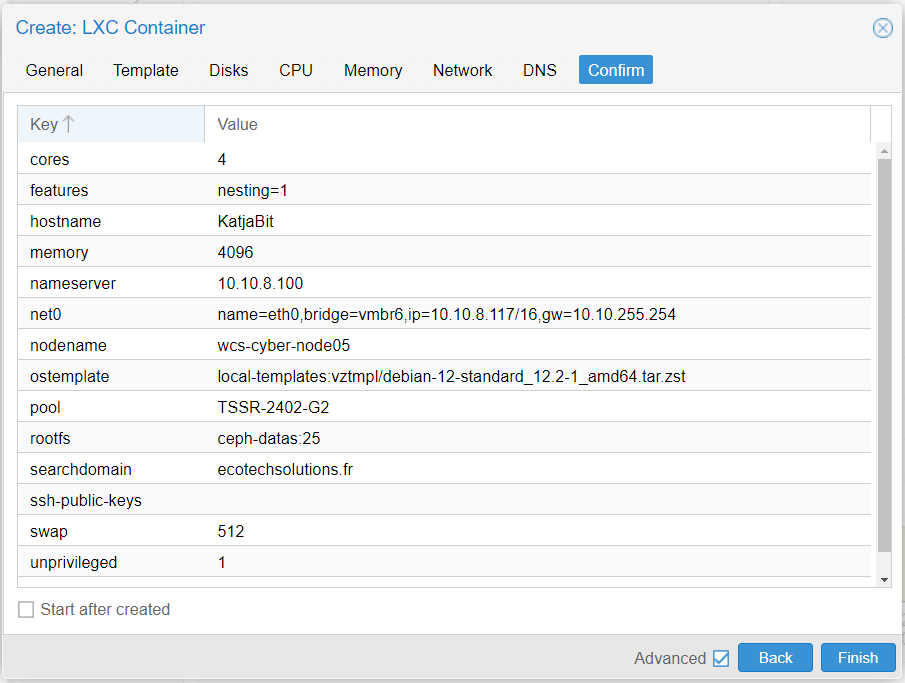 Create: LXC Container
General Template Disks CPU Memory Network DNS Confirm
Key Value
cores 4
features nesting=1
hostname KatjaBit
memory 4096
nameserver 10.10.8.100
net0 name=eth0,bridge=vmbr6,ip=10.10.8.117/16,gw=10.10.255.254
nodename wcs-cyber-node05
ostemplate local-templates:vztmpl/debian-12-standard_12.2-1_amd64.tar.zst
pool TSSR-2402-G2
rootfs ceph-datas:25
searchdomain ecotechsolutions.fr
ssh-public-keys
swap 512
unprivileged 1
Start after created
Advanced Back Finish